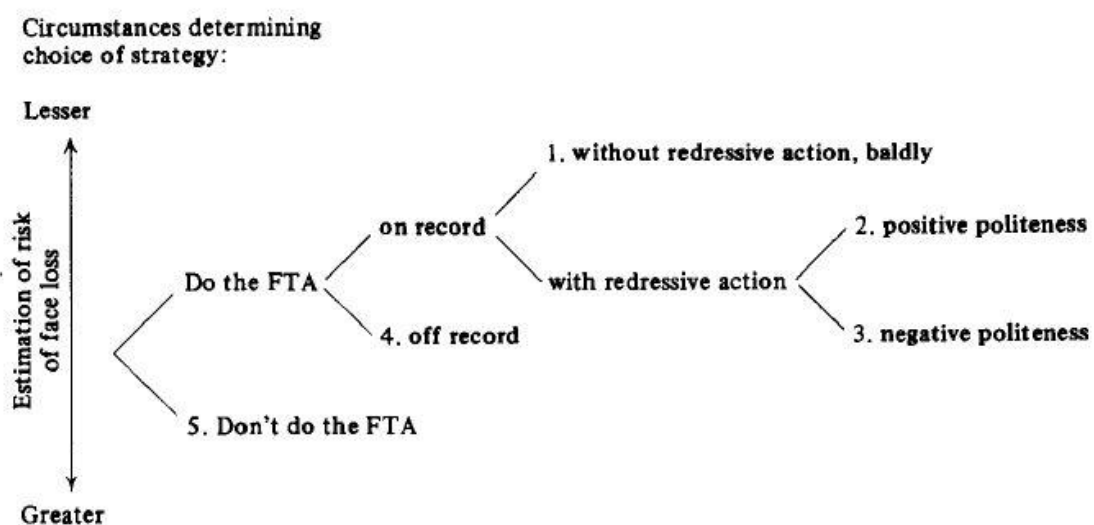 Circumstances determining
choice of strategy:
Lesser
Estimation of risk
of face loss
1. without redressive action, baldly
on record
2. positive politeness
Do the FTA
with redressive action
4. off record
3. negative politeness
5. Don't do the FTA
Greater